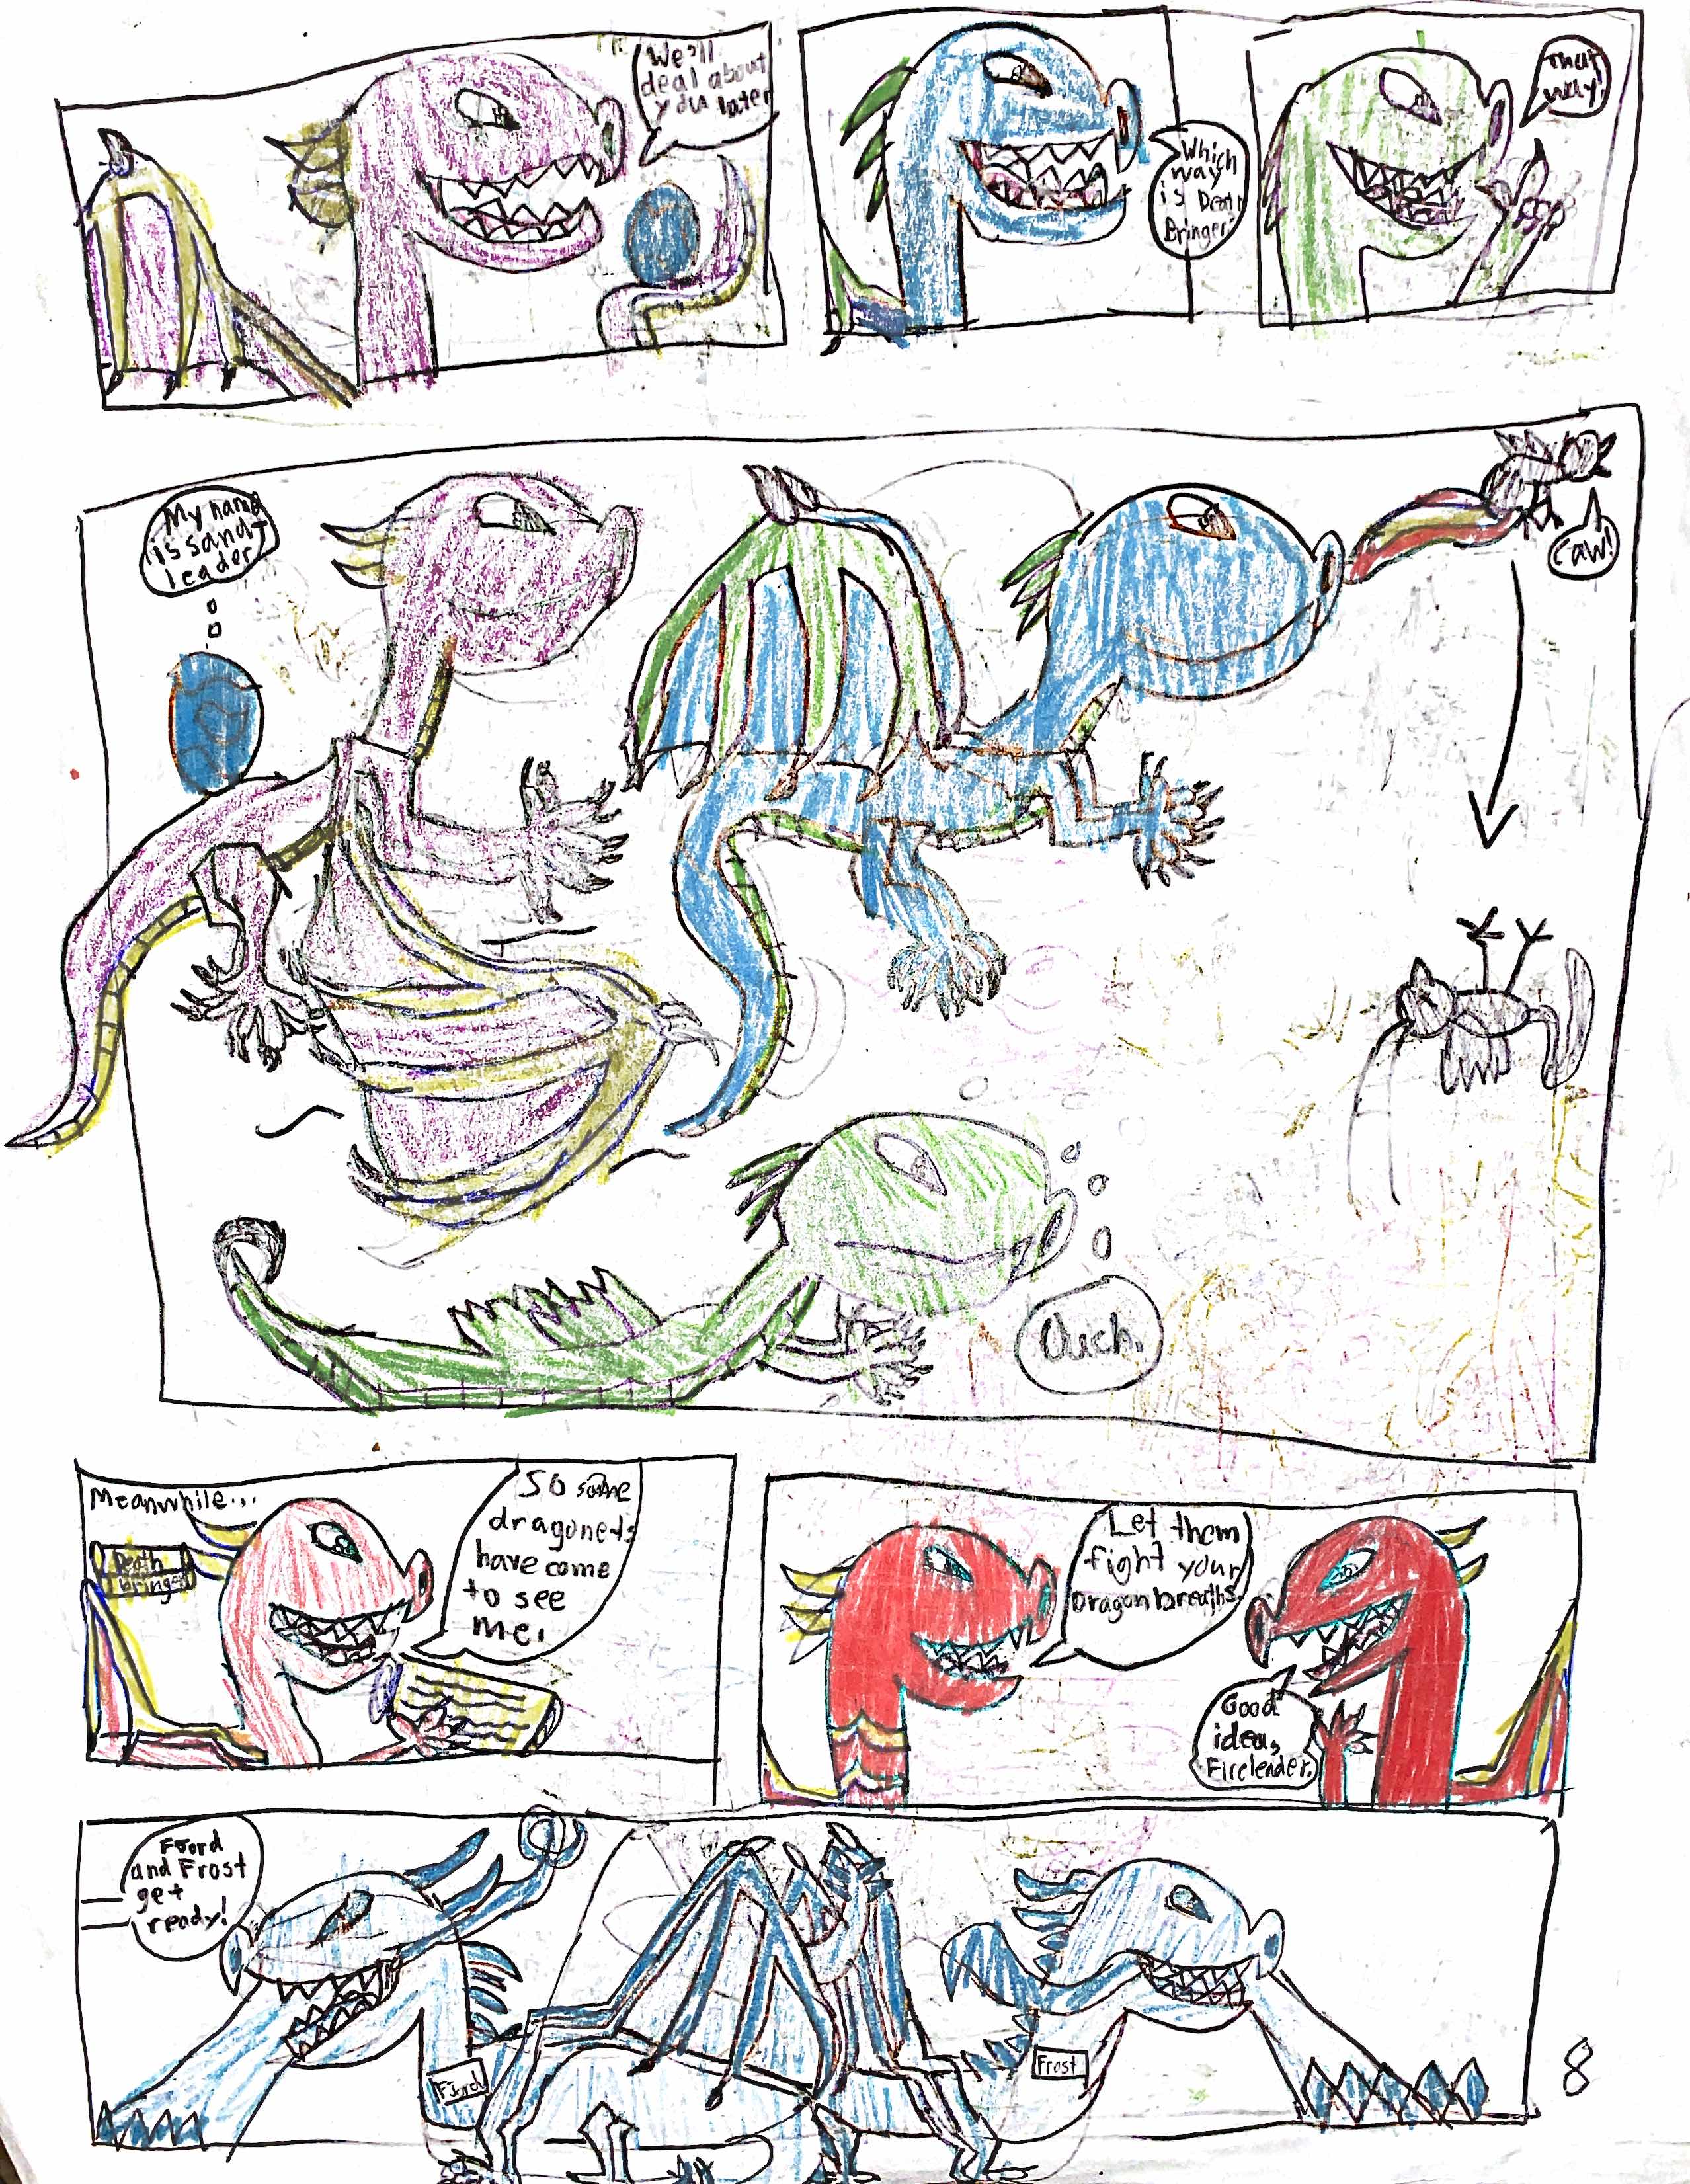 We'll
deal about
you later
Which
way
is Death
Bringer?
That
way.
My name
is sand
leader
Caw!
Ouch.
Meanwhile...
Death
bringer
So some
dragonets
have come
to see
me.
Let them
fight your
Dragonbreaths.
Good
idea,
Fireleader.
Fjord
and Frost
get
ready!
Fjord
Frost
8